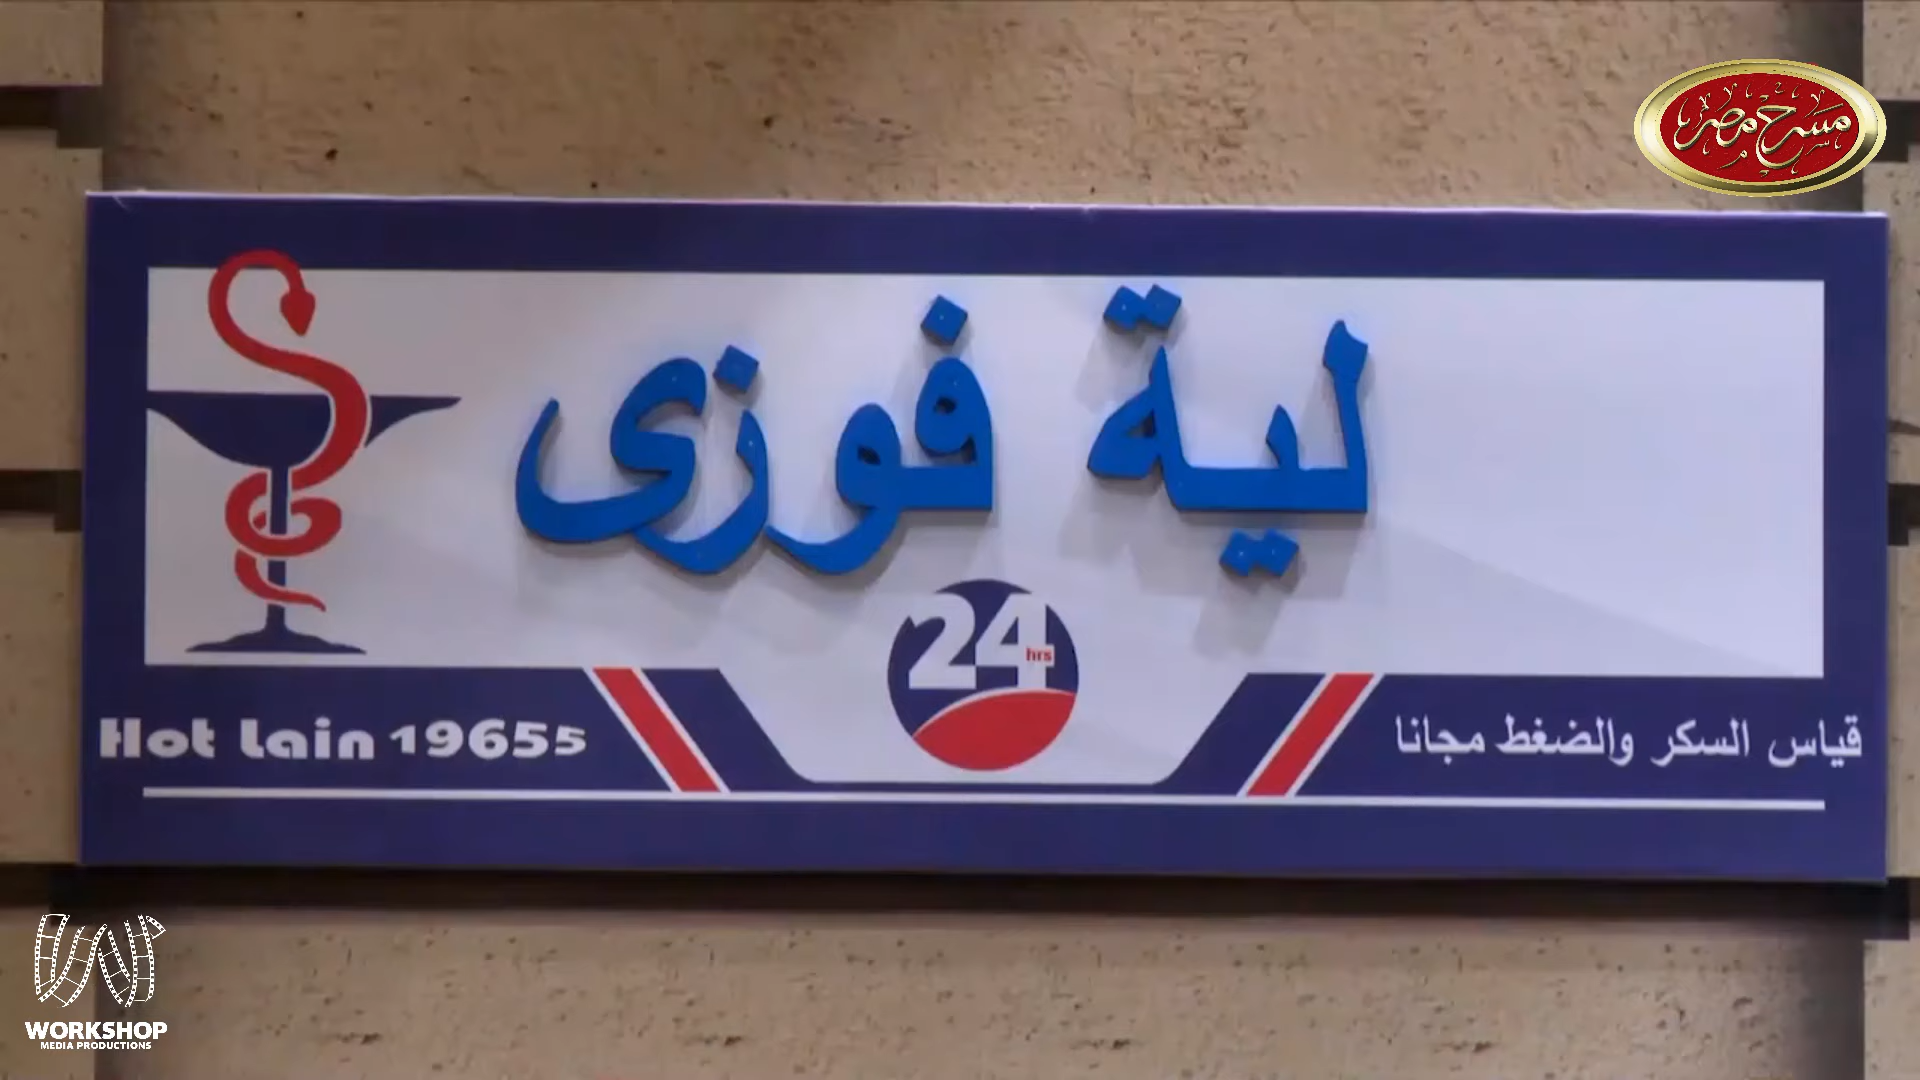 مسرح مصر
لية فوزى
24 hrs
Hot Lain 19655
قياس السكر والضغط مجانا
WORKSHOP
MEDIA PRODUCTIONS